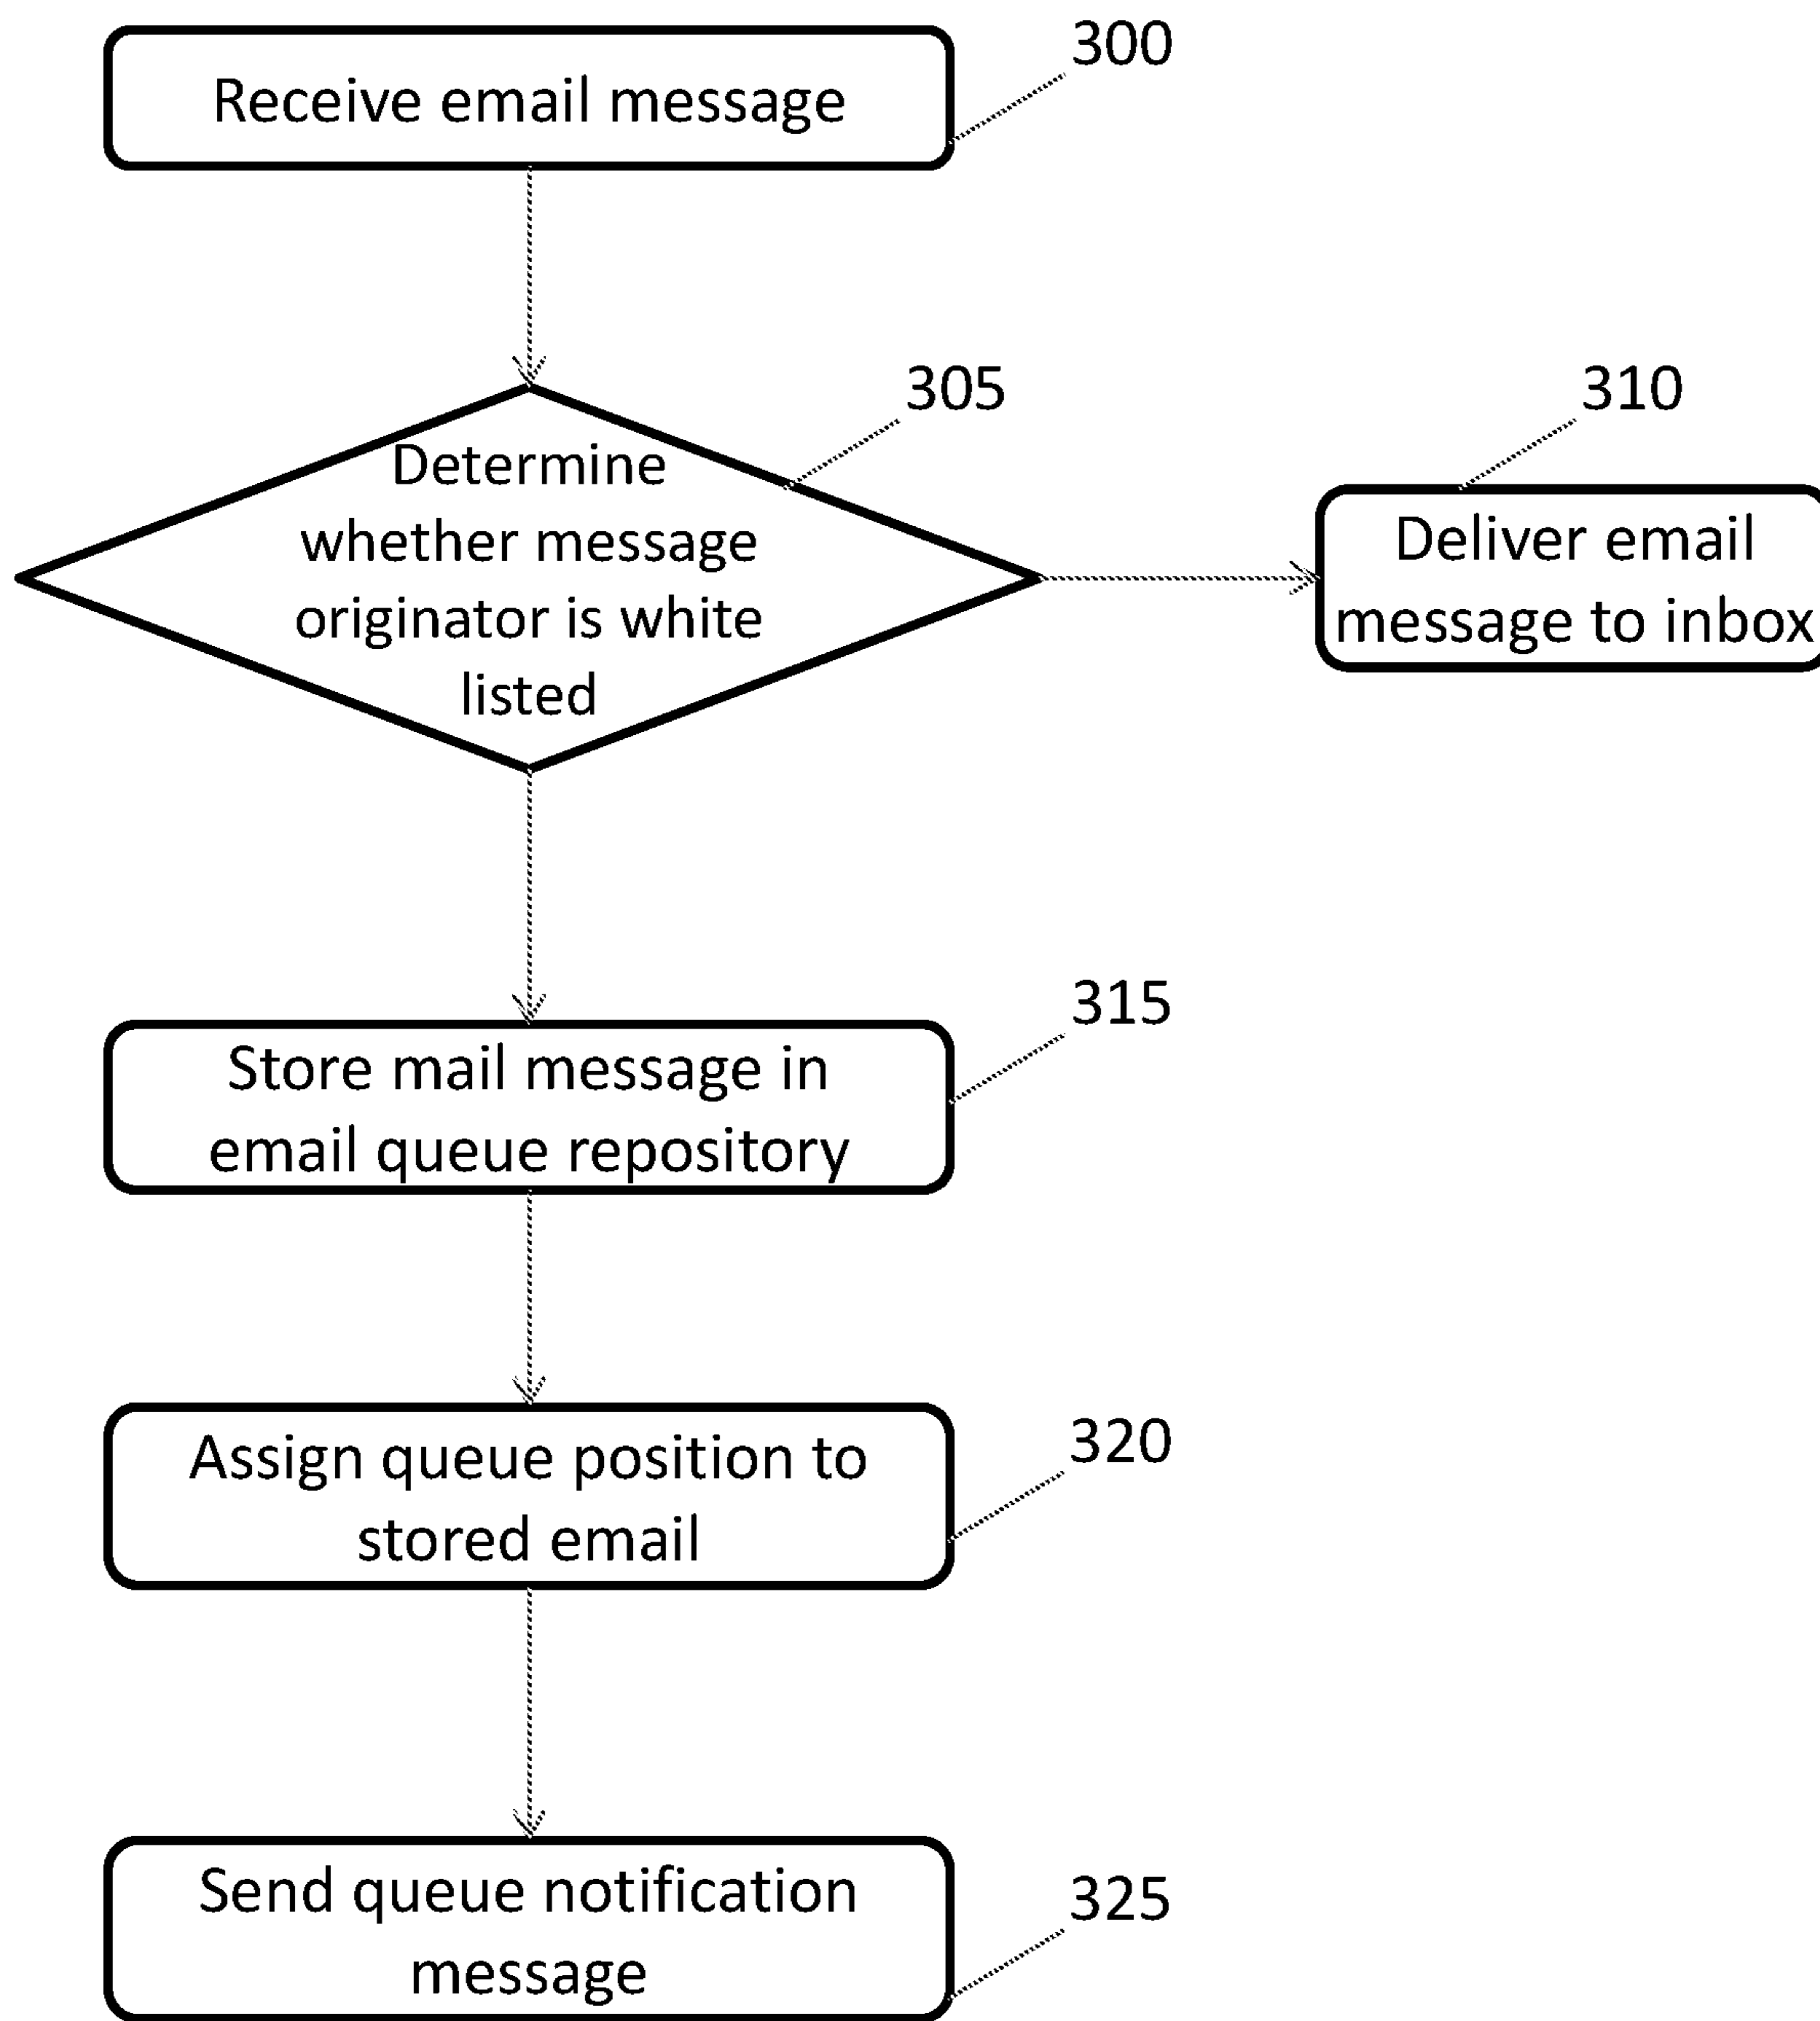 300
Receive email message
305
310
Determine
whether message
originator is white
listed
Deliver email
message to inbox
315
Store mail message in
email queue repository
320
Assign queue position to
stored email
325
Send queue notification
message